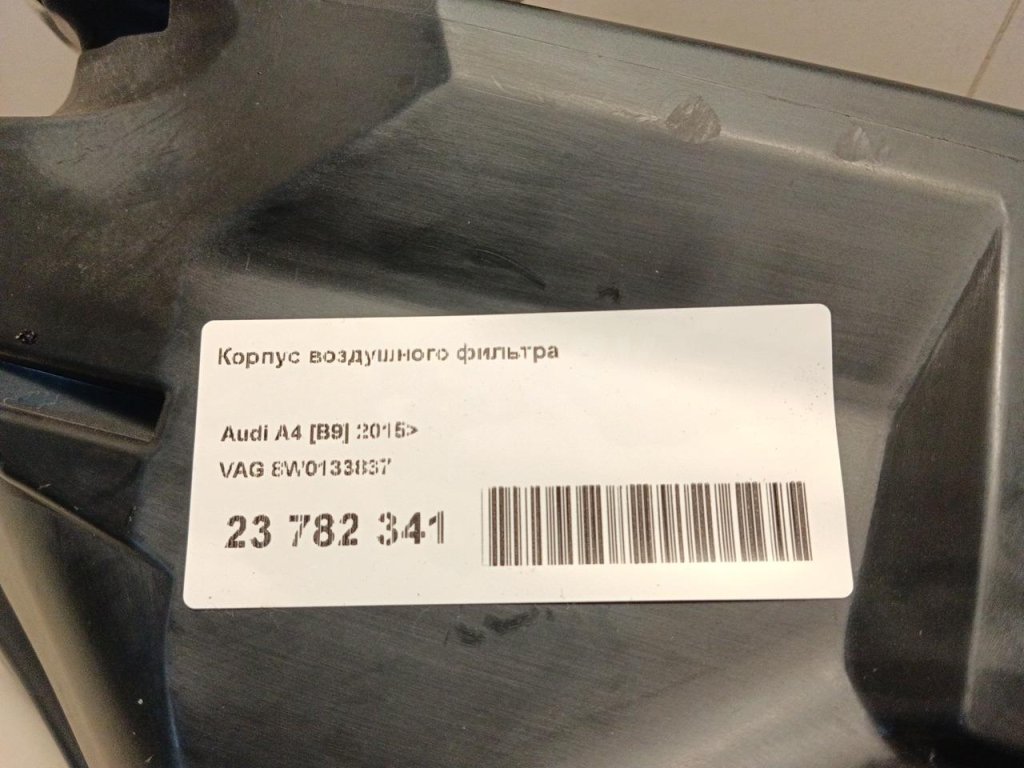 Корпус воздушного фильтра
Audi A4 [B9] 2015>
VAG 8W0133837
23 782 341